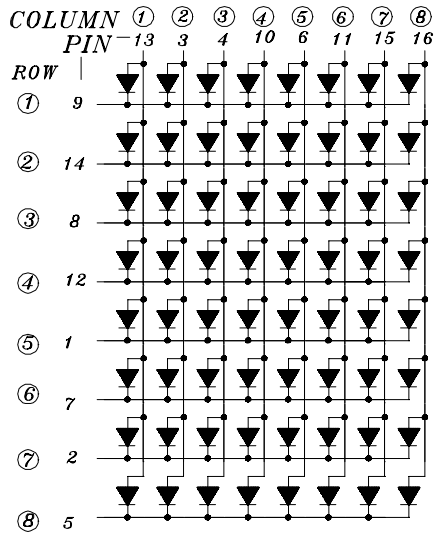 COLUMN ① ② ③ ④ ⑤ ⑥ ⑦ ⑧
PIN 13 3 4 10 6 11 15 16
ROW
① 9
② 14
③ 8
④ 12
⑤ 1
⑥ 7
⑦ 2
⑧ 5